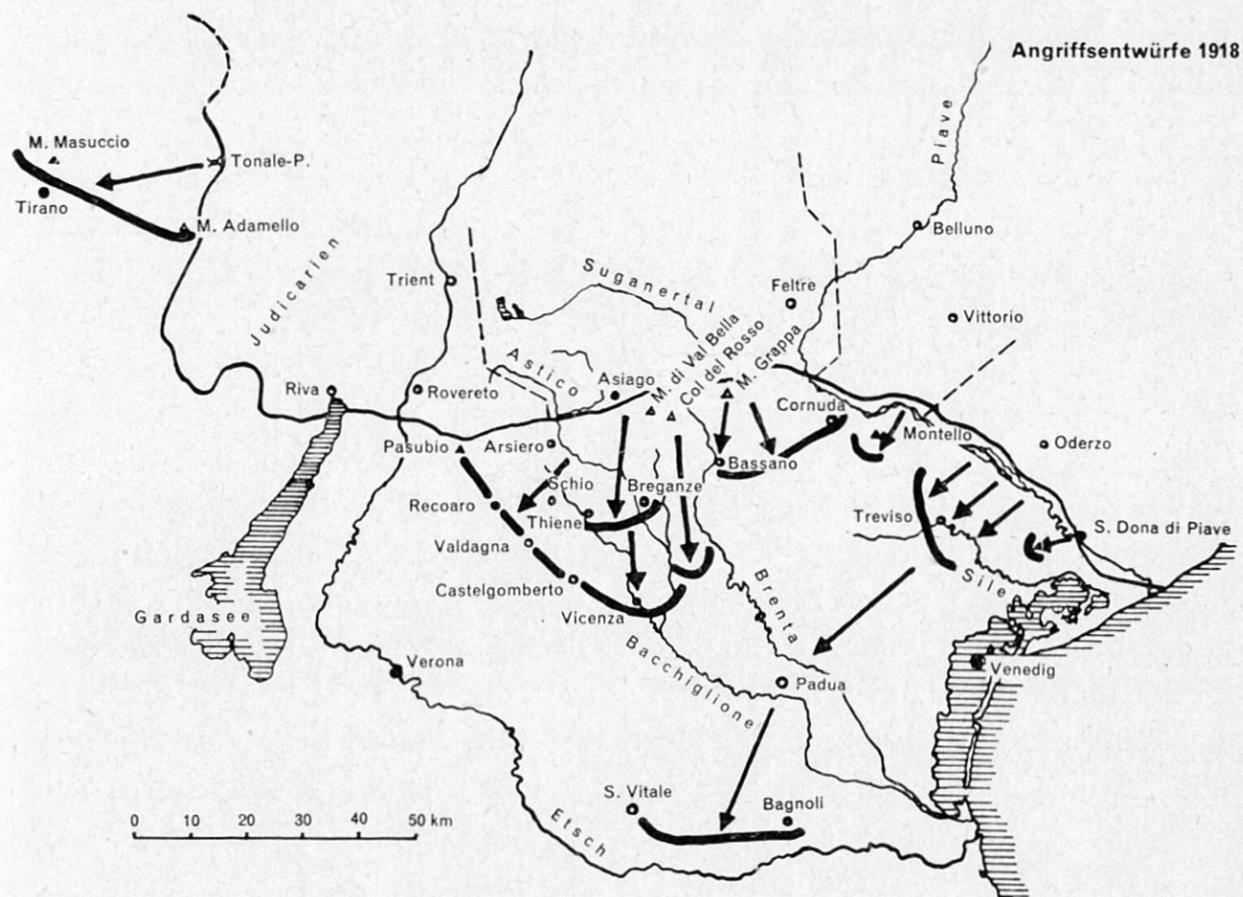 Angriffsentwürfe 1918
Piave
M. Masuccio
Tonale-P.
Tirano
M. Adamello
Belluno
Judicarien
Trient
Suganertal
Feltre
Vittorio
M. di Val Bella
Col del Rosso
M. Grappa
Astico
Asiago
Riva
Rovereto
Cornuda
Montello
Oderzo
Pasubio
Arsiero
Bassano
Schio
Breganze
Recoaro
Thiene
Treviso
S. Dona di Piave
Valdagna
Castelgomberto
Sile
Brenta
Vicenza
Gardasee
Bacchiglione
Verona
Venedig
Padua
S. Vitale
Bagnoli
Etsch
0 10 20 30 40 50 km